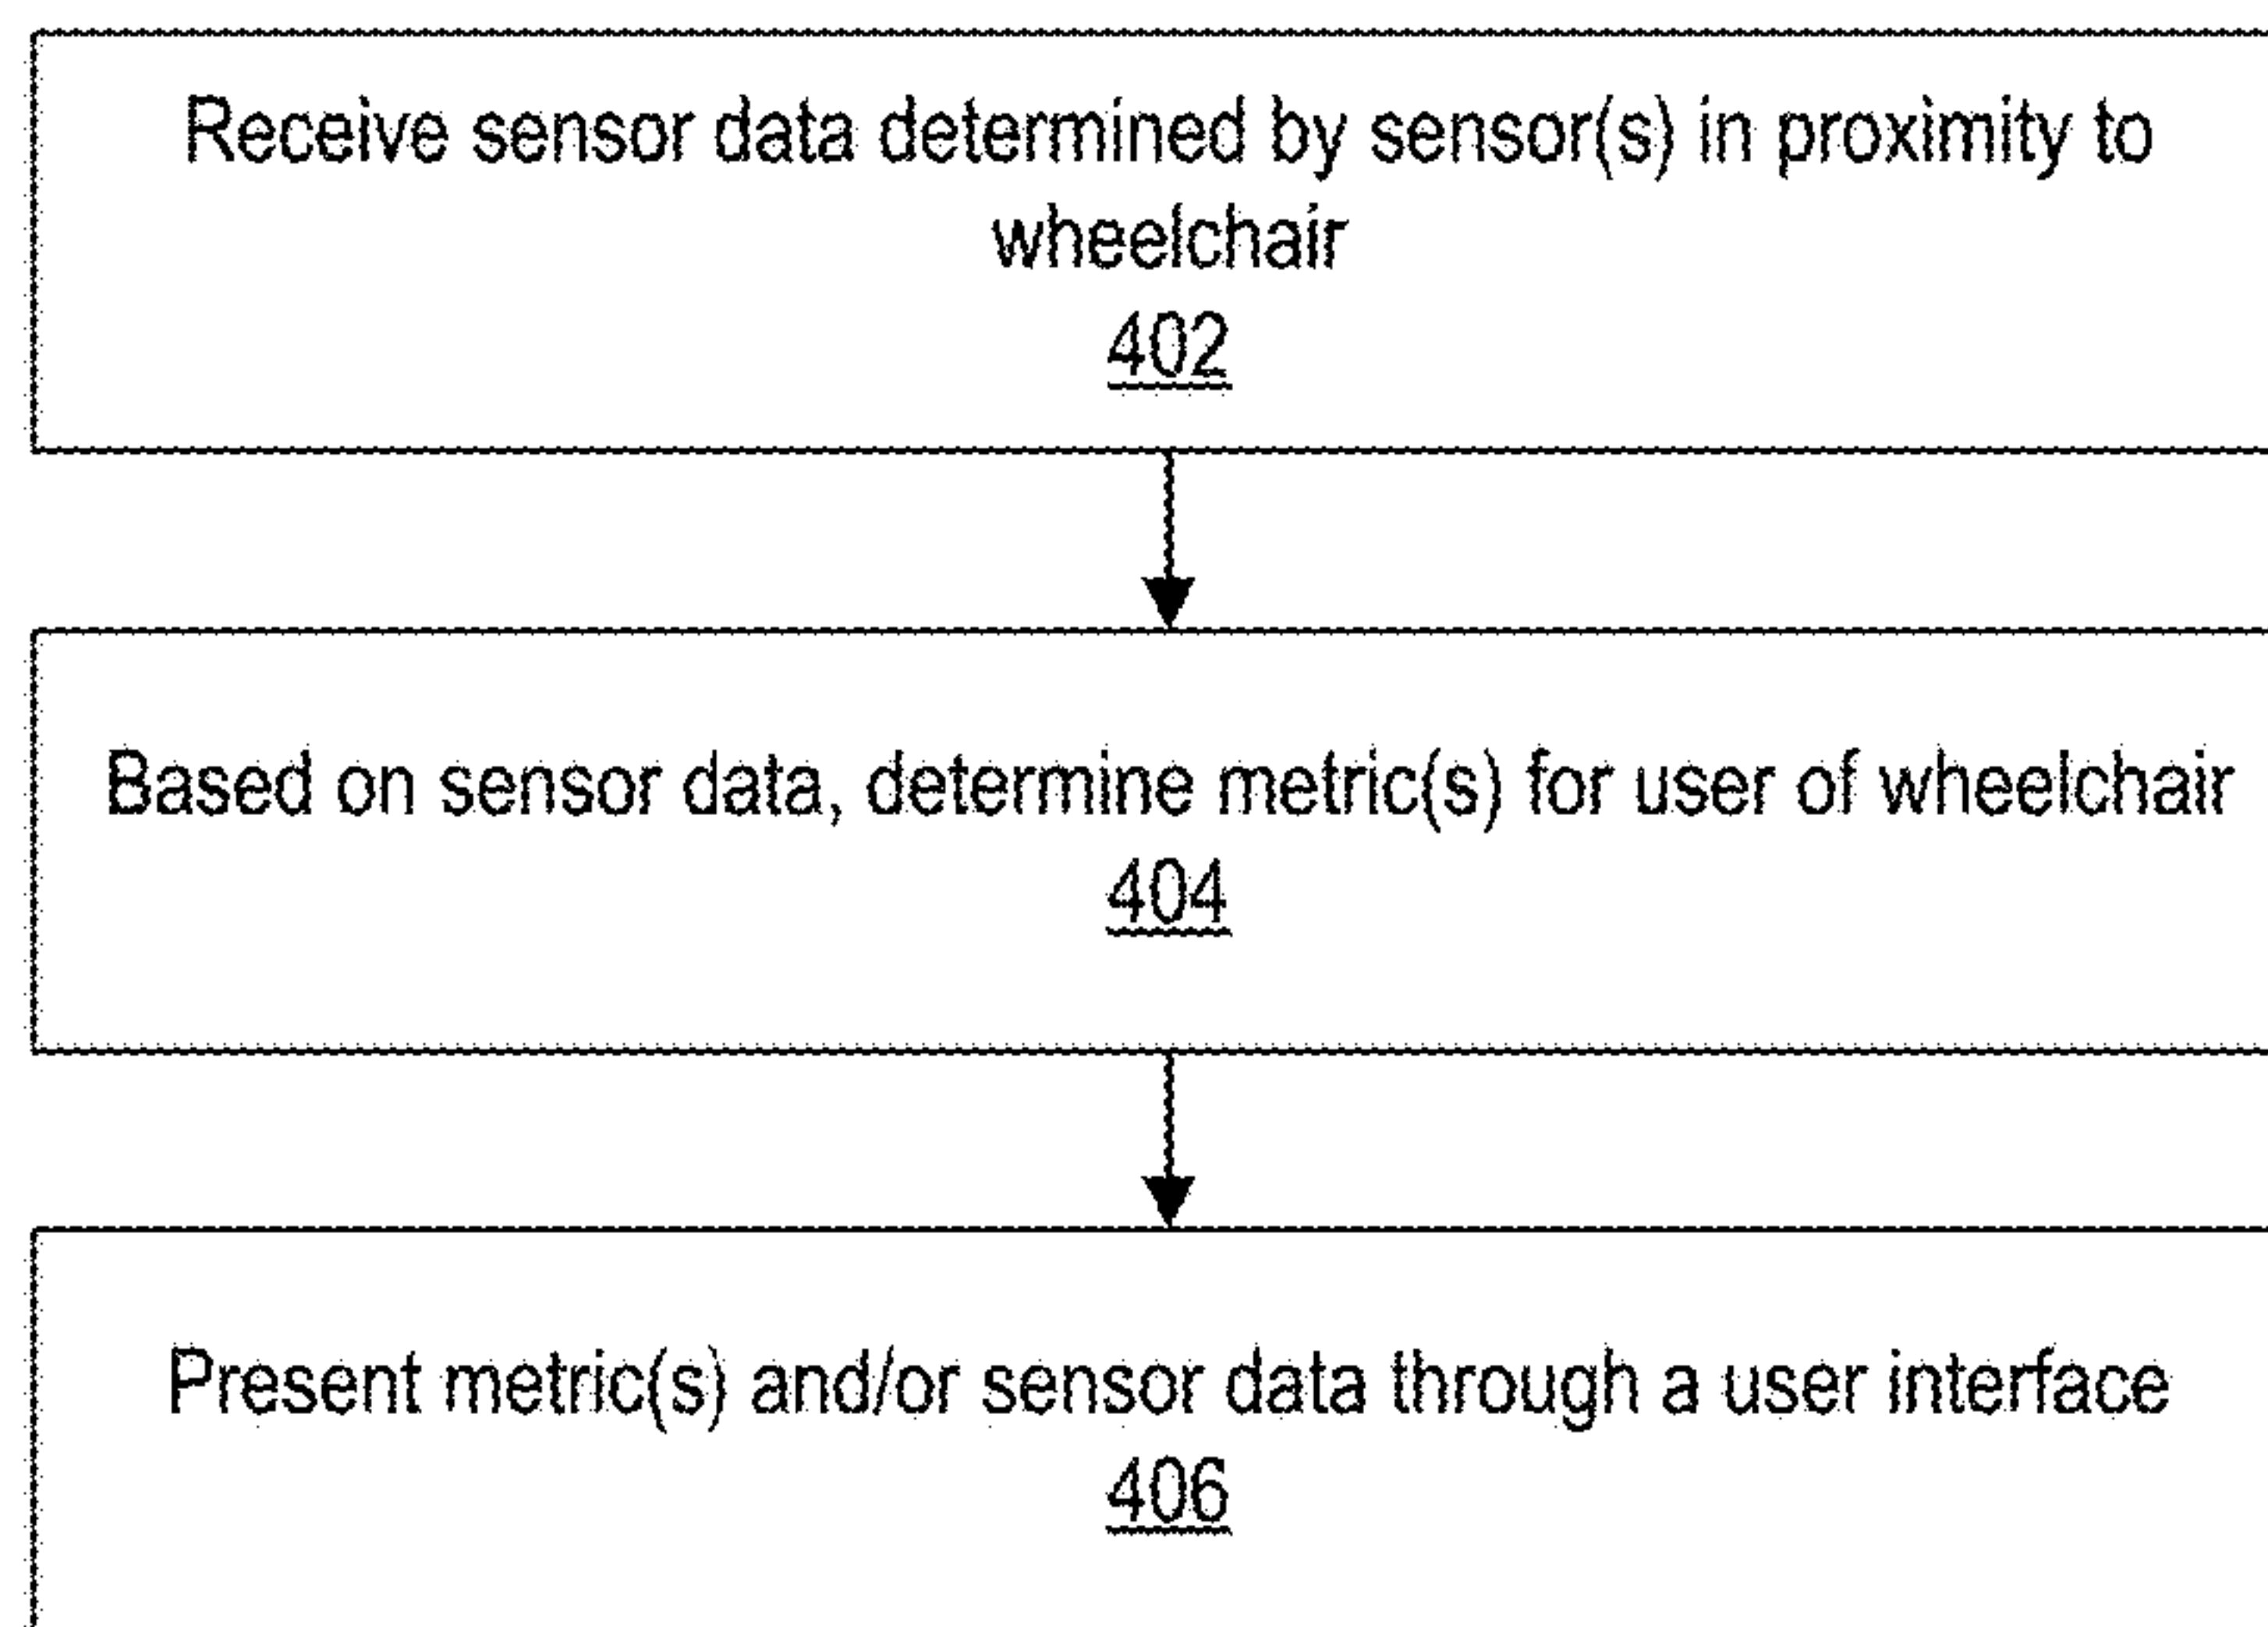 Receive sensor data determined by sensor(s) in proximity to
wheelchair
402
Based on sensor data, determine metric(s) for user of wheelchair
404
Present metric(s) and/or sensor data through a user interface
406